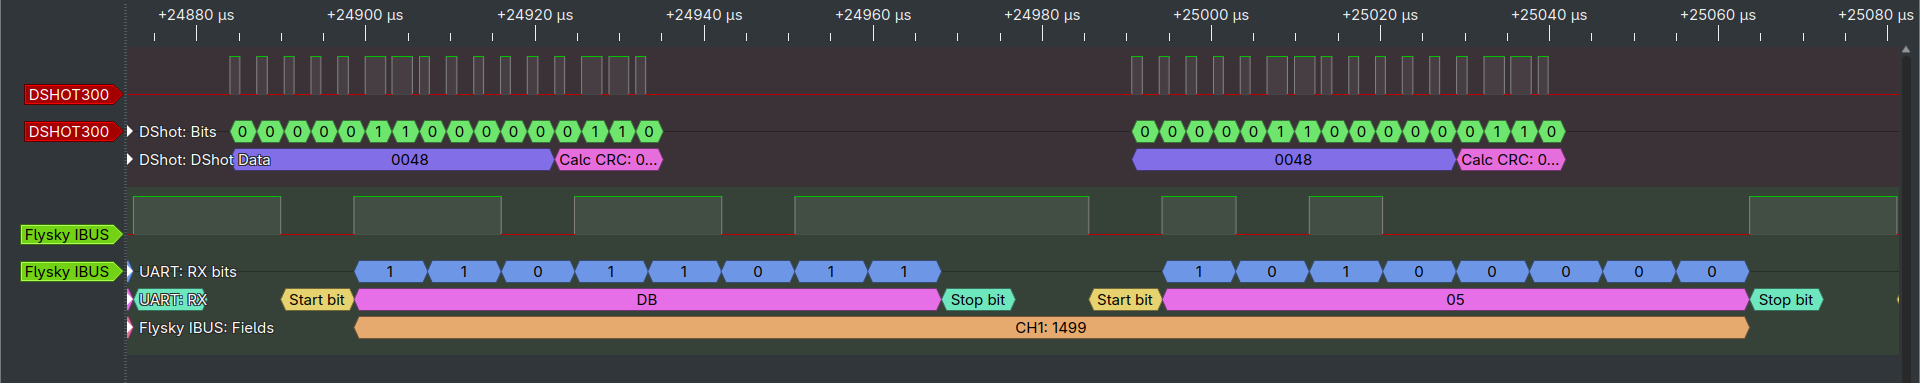 +24880 µs +24900 µs +24920 µs +24940 µs +24960 µs +24980 µs +25000 µs +25020 µs +25040 µs +25060 µs +25080 µs
DSHOT300
DSHOT300 DShot: Bits 0 0 0 0 0 1 1 0 0 0 0 0 0 1 1 0 0 0 0 0 0 1 1 0 0 0 0 0 0 1 1 0
DShot: DShot Data 0048 Calc CRC: 0... 0048 Calc CRC: 0...
Flysky IBUS
Flysky IBUS UART: RX bits 1 1 0 1 1 0 1 1 1 0 1 0 0 0 0 0
UART: RX Start bit DB Stop bit Start bit 05 Stop bit
Flysky IBUS: Fields CH1: 1499